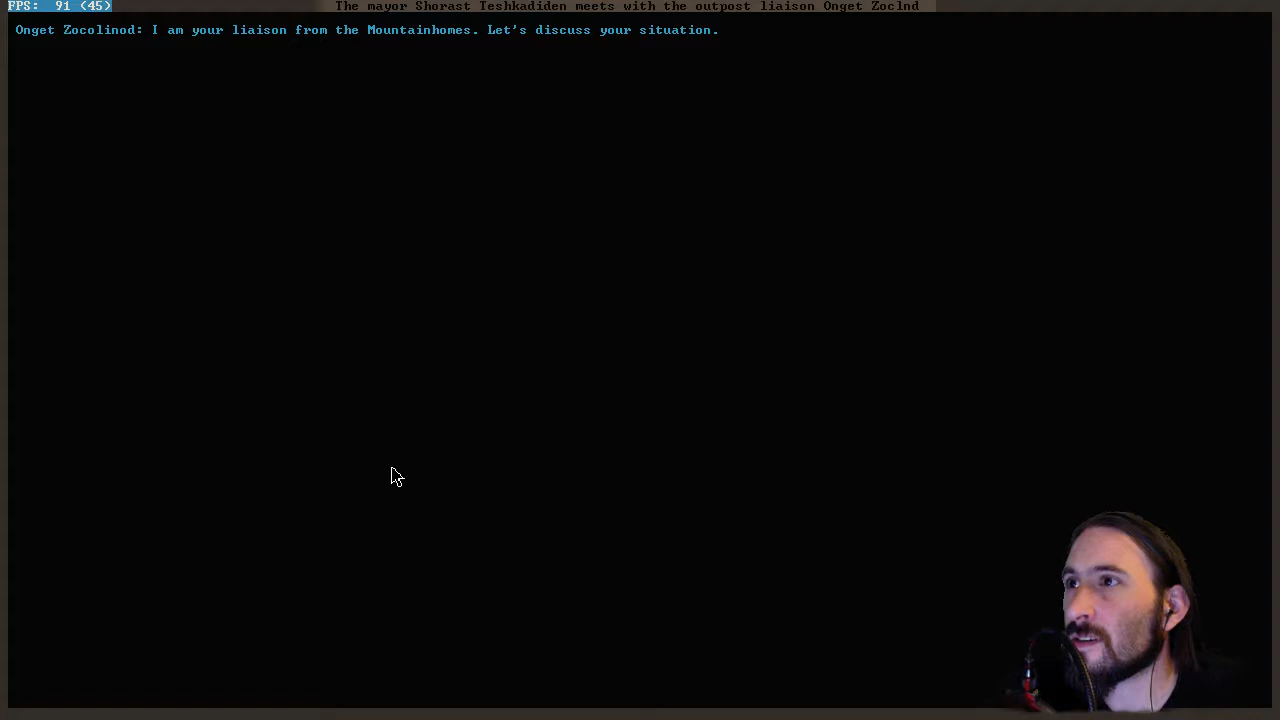 FPS: 91 (45)
The mayor Shorast Ieshkadiden meets with the outpost liaison Onget Zoclnd
Onget Zocolinod: I am your liaison from the Mountainhomes. Let's discuss your situation.